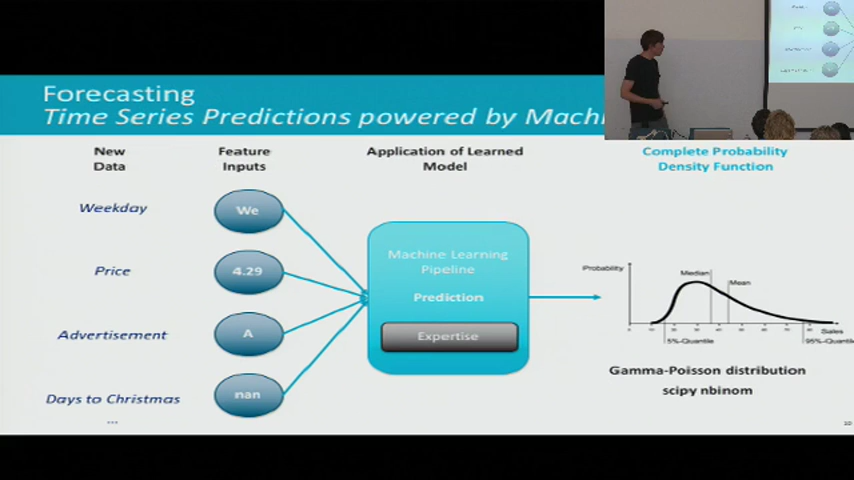 Forecasting
Time Series Predictions powered by Machi
New
Data
Feature
Inputs
Application of Learned
Model
Complete Probability
Density Function
Weekday
We
Price
4.29
Advertisement
A
Days to Christmas
nan
...
Machine Learning
Pipeline
Prediction
Expertise
Probability
Median
Mean
Sales
5%-Quantile
95%-Quantile
Gamma-Poisson distribution
scipy nbinom
10